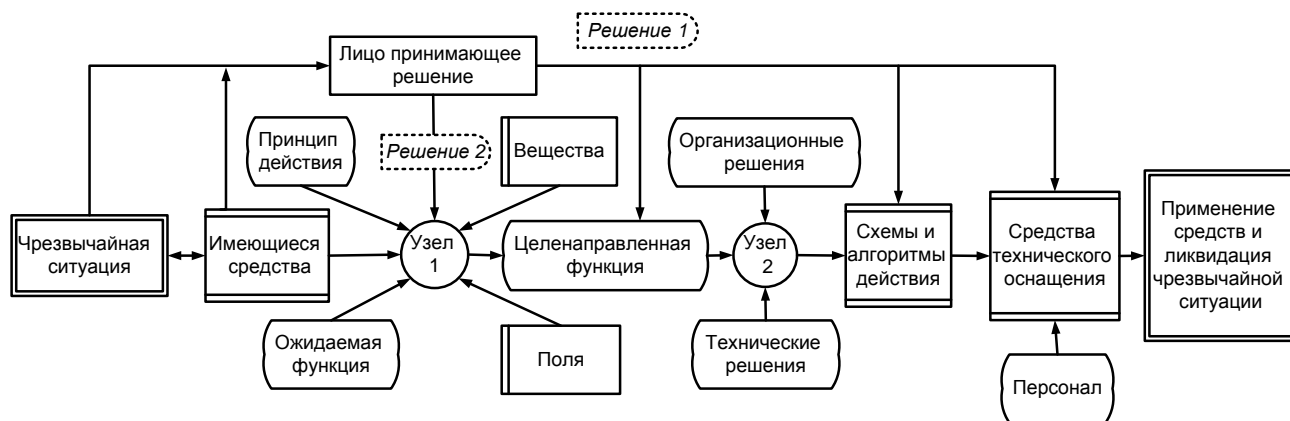 Решение 1
Лицо принимающее
решение
Принцип
действия
Решение 2
Вещества
Организационные
решения
Чрезвычайная
ситуация
Имеющиеся
средства
Узел
1
Целенаправленная
функция
Узел
2
Схемы и
алгоритмы
действия
Средства
технического
оснащения
Применение
средств и
ликвидация
чрезвычайной
ситуации
Ожидаемая
функция
Поля
Технические
решения
Персонал